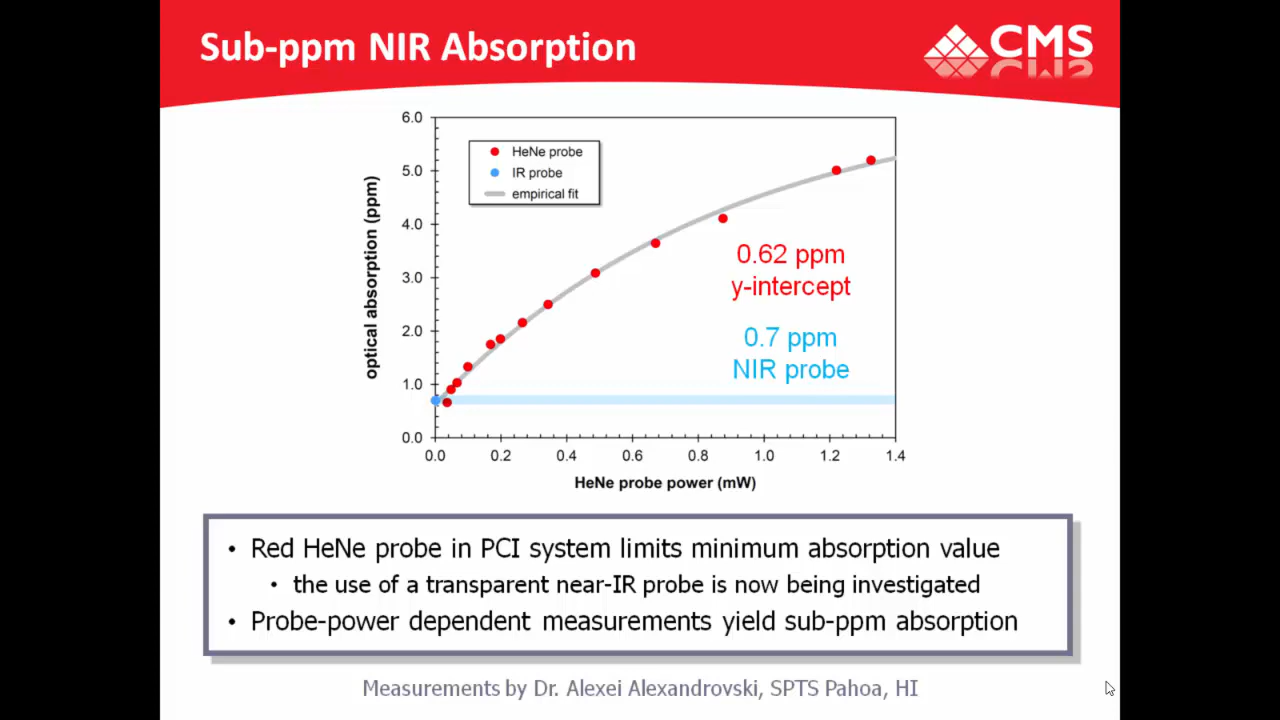 Sub-ppm NIR Absorption
CMS
6.0
5.0
4.0
3.0
2.0
1.0
0.0
optical absorption (ppm)
HeNe probe
IR probe
empirical fit
0.62 ppm
y-intercept
0.7 ppm
NIR probe
0.0 0.2 0.4 0.6 0.8 1.0 1.2 1.4
HeNe probe power (mW)
• Red HeNe probe in PCI system limits minimum absorption value
• the use of a transparent near-IR probe is now being investigated
• Probe-power dependent measurements yield sub-ppm absorption
Measurements by Dr. Alexei Alexandrovski, SPTS Pahoa, HI